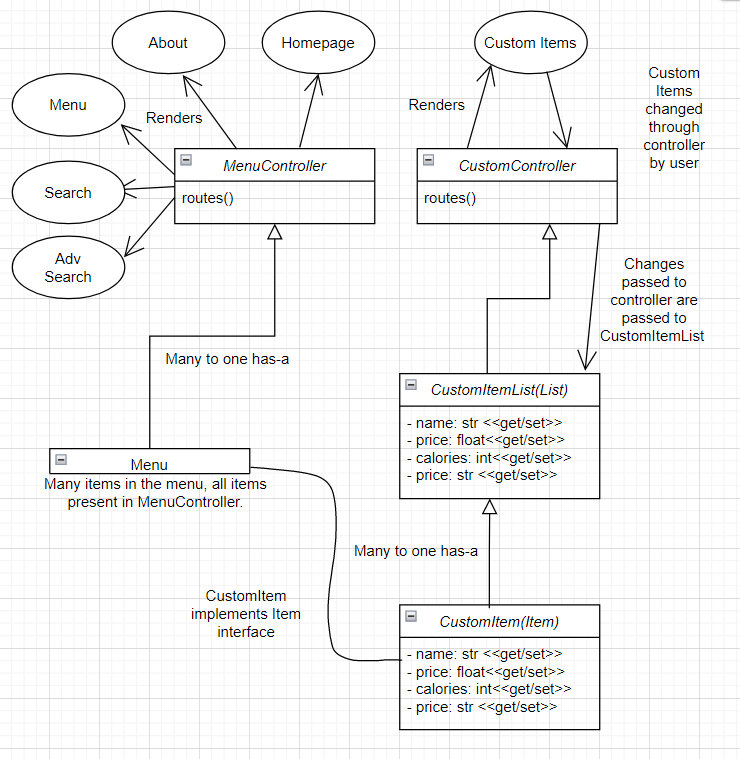 About
Homepage
Custom Items
Menu
Renders
Renders
Custom
Items
changed
through
controller
by user
MenuController
routes()
CustomController
routes()
Search
Adv
Search
Changes
passed to
controller are
passed to
CustomItemList
Many to one has-a
CustomItemList(List)
- name: str <<get/set>>
- price: float<<get/set>>
- calories: int<<get/set>>
- price: str <<get/set>>
Menu
Many items in the menu, all items
present in MenuController.
Many to one has-a
CustomItem
implements Item
interface
CustomItem(Item)
- name: str <<get/set>>
- price: float<<get/set>>
- calories: int<<get/set>>
- price: str <<get/set>>